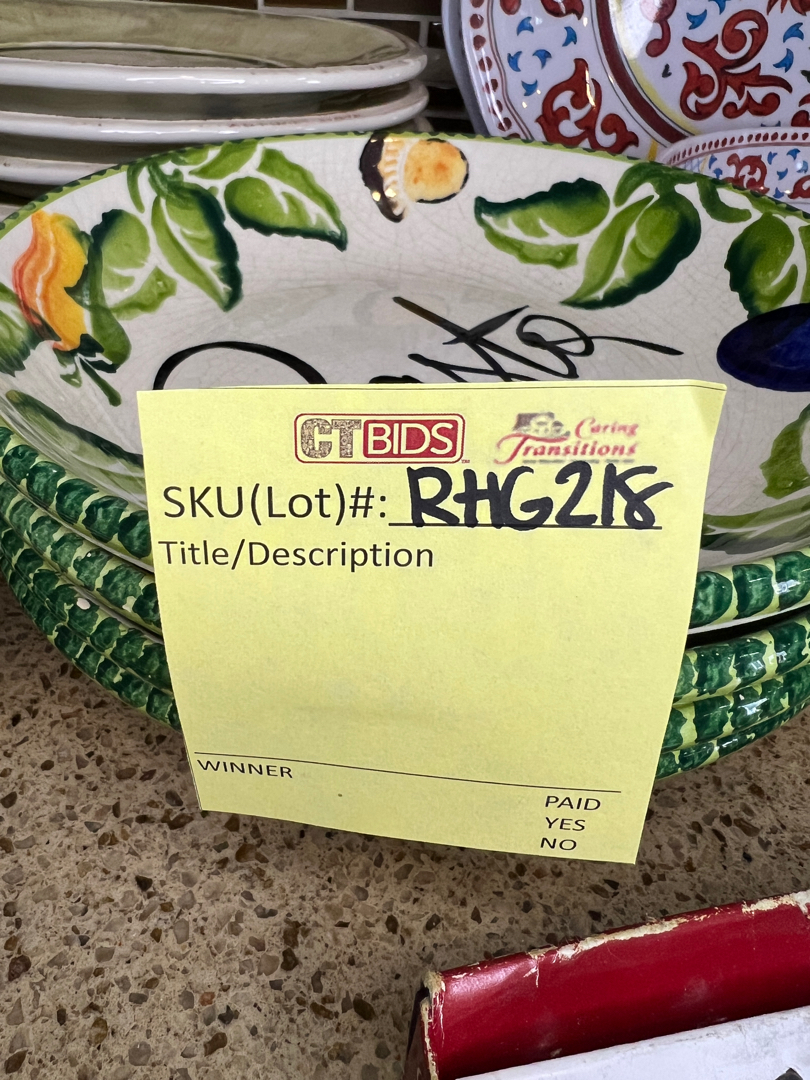 CTBIDS
Caring
Transitions
SKU(Lot)#: RHG218
Title/Description
WINNER
PAID
YES
NO